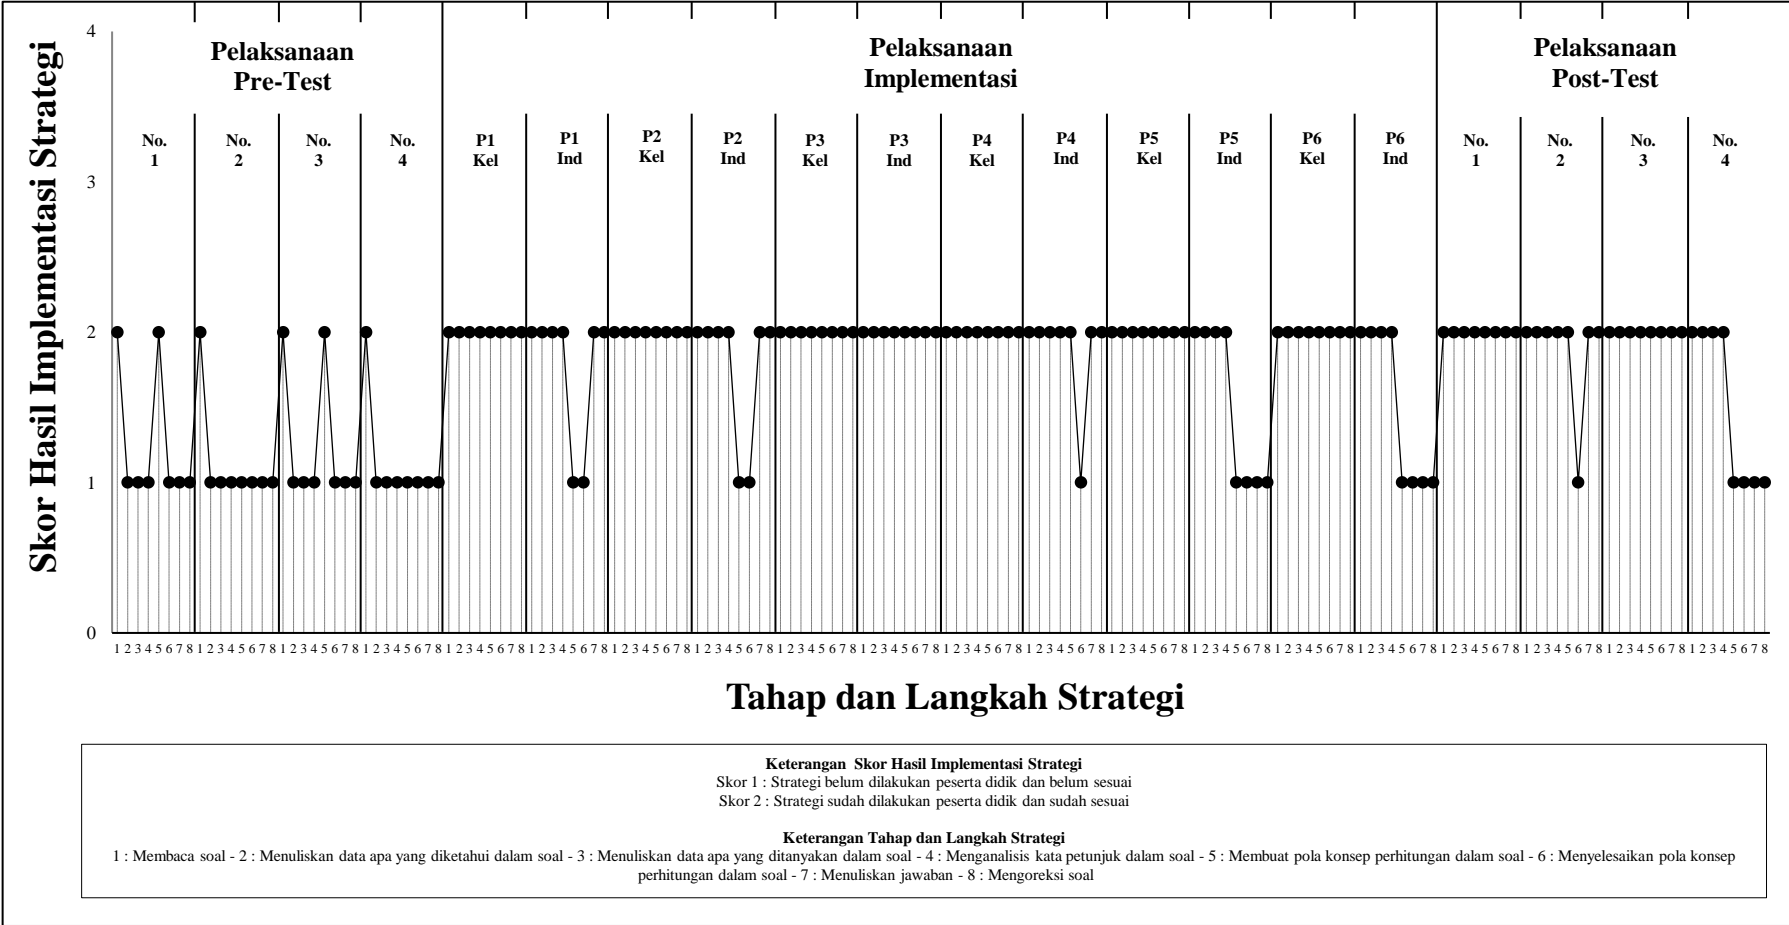 Skor Hasil Inplementasi Strategi
4
3
2
1
0
Pelaksanaan
Pre-Test
Pelaksanaan
Implementasi
Pelaksanaan
Post-Test
No.
1
No.
2
No.
3
No.
4
P1
Kel
P1
Ind
P2
Kel
P2
Ind
P3
Kel
P3
Ind
P4
Kel
P4
Ind
P5
Kel
P5
Ind
P6
Kel
P6
Ind
No.
1
No.
2
No.
3
No.
4
1 2 3 4 5 6 7 8 1 2 3 4 5 6 7 8 1 2 3 4 5 6 7 8 1 2 3 4 5 6 7 8 1 2 3 4 5 6 7 8 1 2 3 4 5 6 7 8 1 2 3 4 5 6 7 8 1 2 3 4 5 6 7 8 1 2 3 4 5 6 7 8 1 2 3 4 5 6 7 8 1 2 3 4 5 6 7 8 1 2 3 4 5 6 7 8 1 2 3 4 5 6 7 8 1 2 3 4 5 6 7 8 1 2 3 4 5 6 7 8 1 2 3 4 5 6 7 8 1 2 3 4 5 6 7 8 1 2 3 4 5 6 7 8 1 2 3 4 5 6 7 8 1 2 3 4 5 6 7 8
Tahap dan Langkah Strategi
Keterangan Skor Hasil Implementasi Strategi
Skor 1 : Strategi belum dilakukan peserta didik dan belum sesuai
Skor 2 : Strategi sudah dilakukan peserta didik dan sudah sesuai
Keterangan Tahap dan Langkah Strategi
1 : Membaca soal - 2 : Menuliskan data apa yang diketahui dalam soal - 3 : Menuliskan data apa yang ditanyakan dalam soal - 4 : Menganalisis kata petunjuk dalam soal - 5 : Membuat pola konsep perhitungan dalam soal - 6 : Menyelesaikan pola konsep
perhitungan dalam soal - 7 : Menuliskan jawaban - 8 : Mengoreksi soal